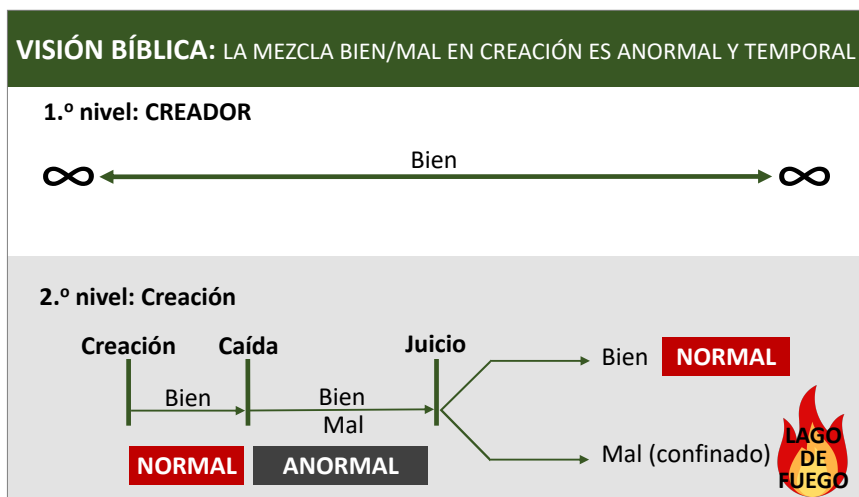 VISIÓN BÍBLICA: LA MEZCLA BIEN/MAL EN CREACIÓN ES ANORMAL Y TEMPORAL
1.º nivel: CREADOR
Bien
∞ ∞
2.º nivel: Creación
Creación Caída Juicio
Bien NORMAL
Bien Bien
Mal
NORMAL ANORMAL
Mal (confinado)
LAGO
DE
FUEGO